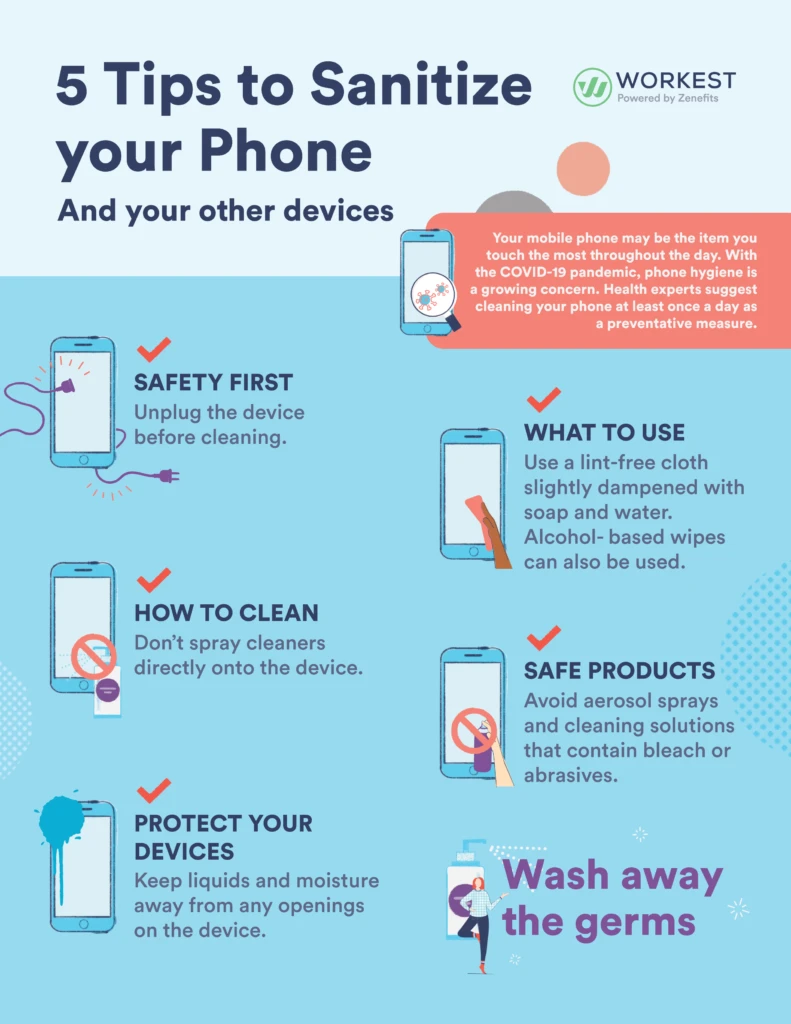 5 Tips to Sanitize
your Phone
And your other devices
WORKEST
Powered by Zenefits
Your mobile phone may be the item you
touch the most throughout the day. With
the COVID-19 pandemic, phone hygiene is
a growing concern. Health experts suggest
cleaning your phone at least once a day as
a preventative measure.
SAFETY FIRST
Unplug the device
before cleaning.
WHAT TO USE
Use a lint-free cloth
slightly dampened with
soap and water.
Alcohol- based wipes
can also be used.
HOW TO CLEAN
Don’t spray cleaners
directly onto the device.
SAFE PRODUCTS
Avoid aerosol sprays
and cleaning solutions
that contain bleach or
abrasives.
PROTECT YOUR
DEVICES
Keep liquids and moisture
away from any openings
on the device.
Wash away
the germs